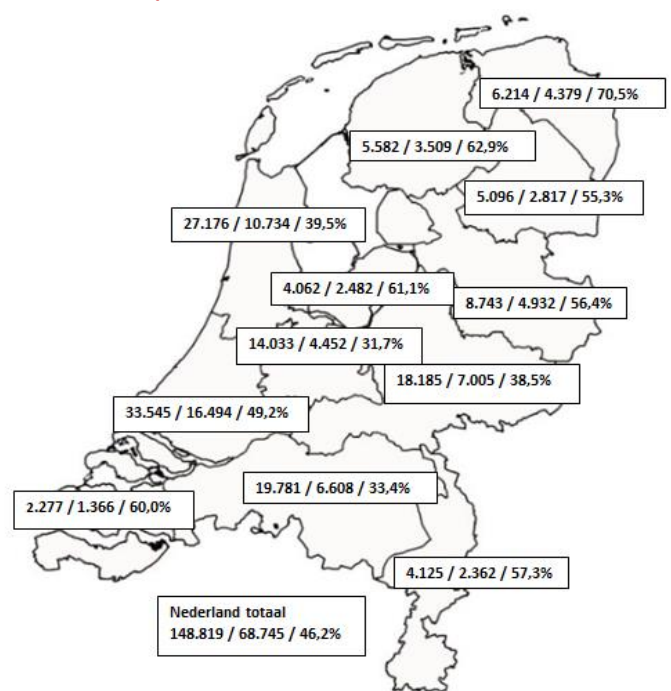 6.214 / 4.379 / 70,5%
5.582 / 3.509 / 62,9%
5.096 / 2.817 / 55,3%
27.176 / 10.734 / 39,5%
4.062 / 2.482 / 61,1%
8.743 / 4.932 / 56,4%
14.033 / 4.452 / 31,7%
18.185 / 7.005 / 38,5%
33.545 / 16.494 / 49,2%
19.781 / 6.608 / 33,4%
2.277 / 1.366 / 60,0%
4.125 / 2.362 / 57,3%
Nederland totaal
148.819 / 68.745 / 46,2%